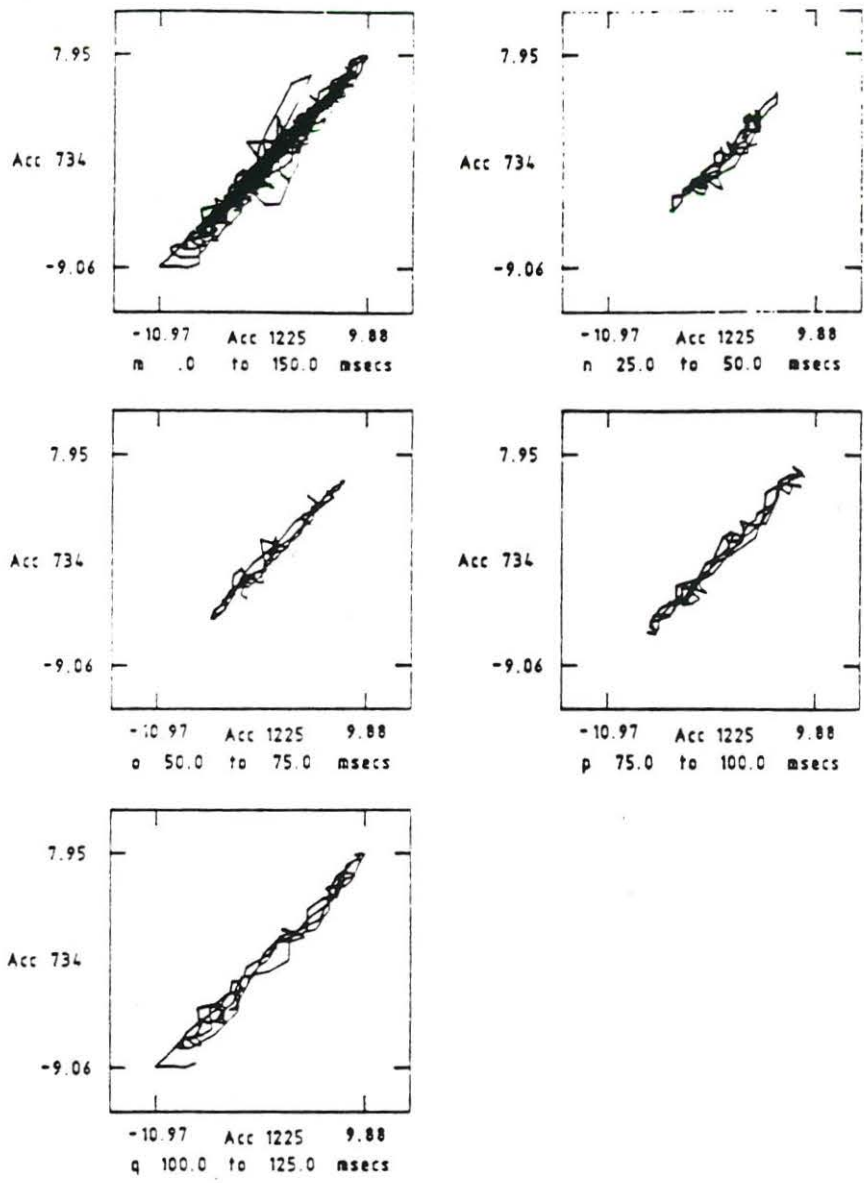 7.95
Acc 734
-9.06
-10.97 Acc 1225 9.88
m .0 to 150.0 msecs
7.95
Acc 734
-9.06
-10.97 Acc 1225 9.88
n 25.0 to 50.0 msecs
7.95
Acc 734
-9.06
-10.97 Acc 1225 9.88
o 50.0 to 75.0 msecs
7.95
Acc 734
-9.06
-10.97 Acc 1225 9.88
p 75.0 to 100.0 msecs
7.95
Acc 734
-9.06
-10.97 Acc 1225 9.88
q 100.0 to 125.0 msecs